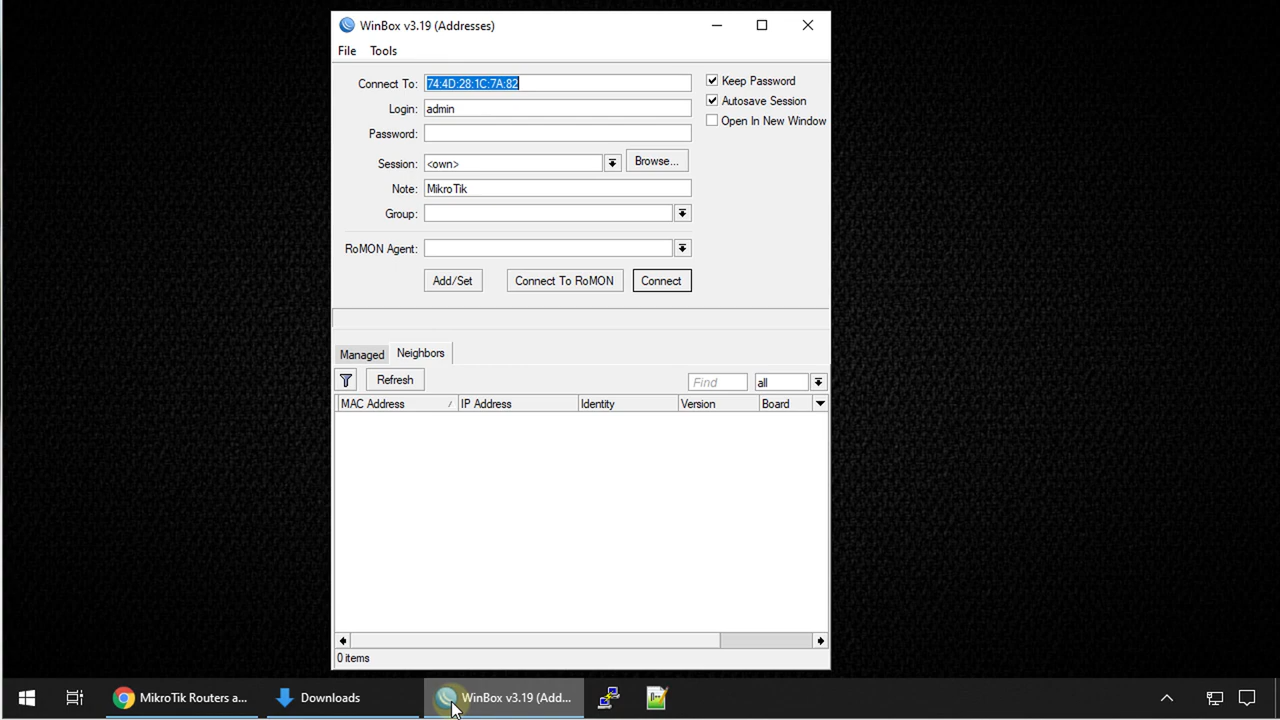 WinBox v3.19 (Addresses)
File Tools
Connect To: 74:4D:28:1C:7A:82
Keep Password
Login: admin
Autosave Session
Password:
Open In New Window
Session: <own> Browse...
Note: MikroTik
Group:
RoMON Agent:
Add/Set Connect To RoMON Connect
Managed Neighbors
Refresh Find all
MAC Address / IP Address Identity Version Board
0 items
MikroTik Routers a... Downloads WinBox v3.19 (Add...